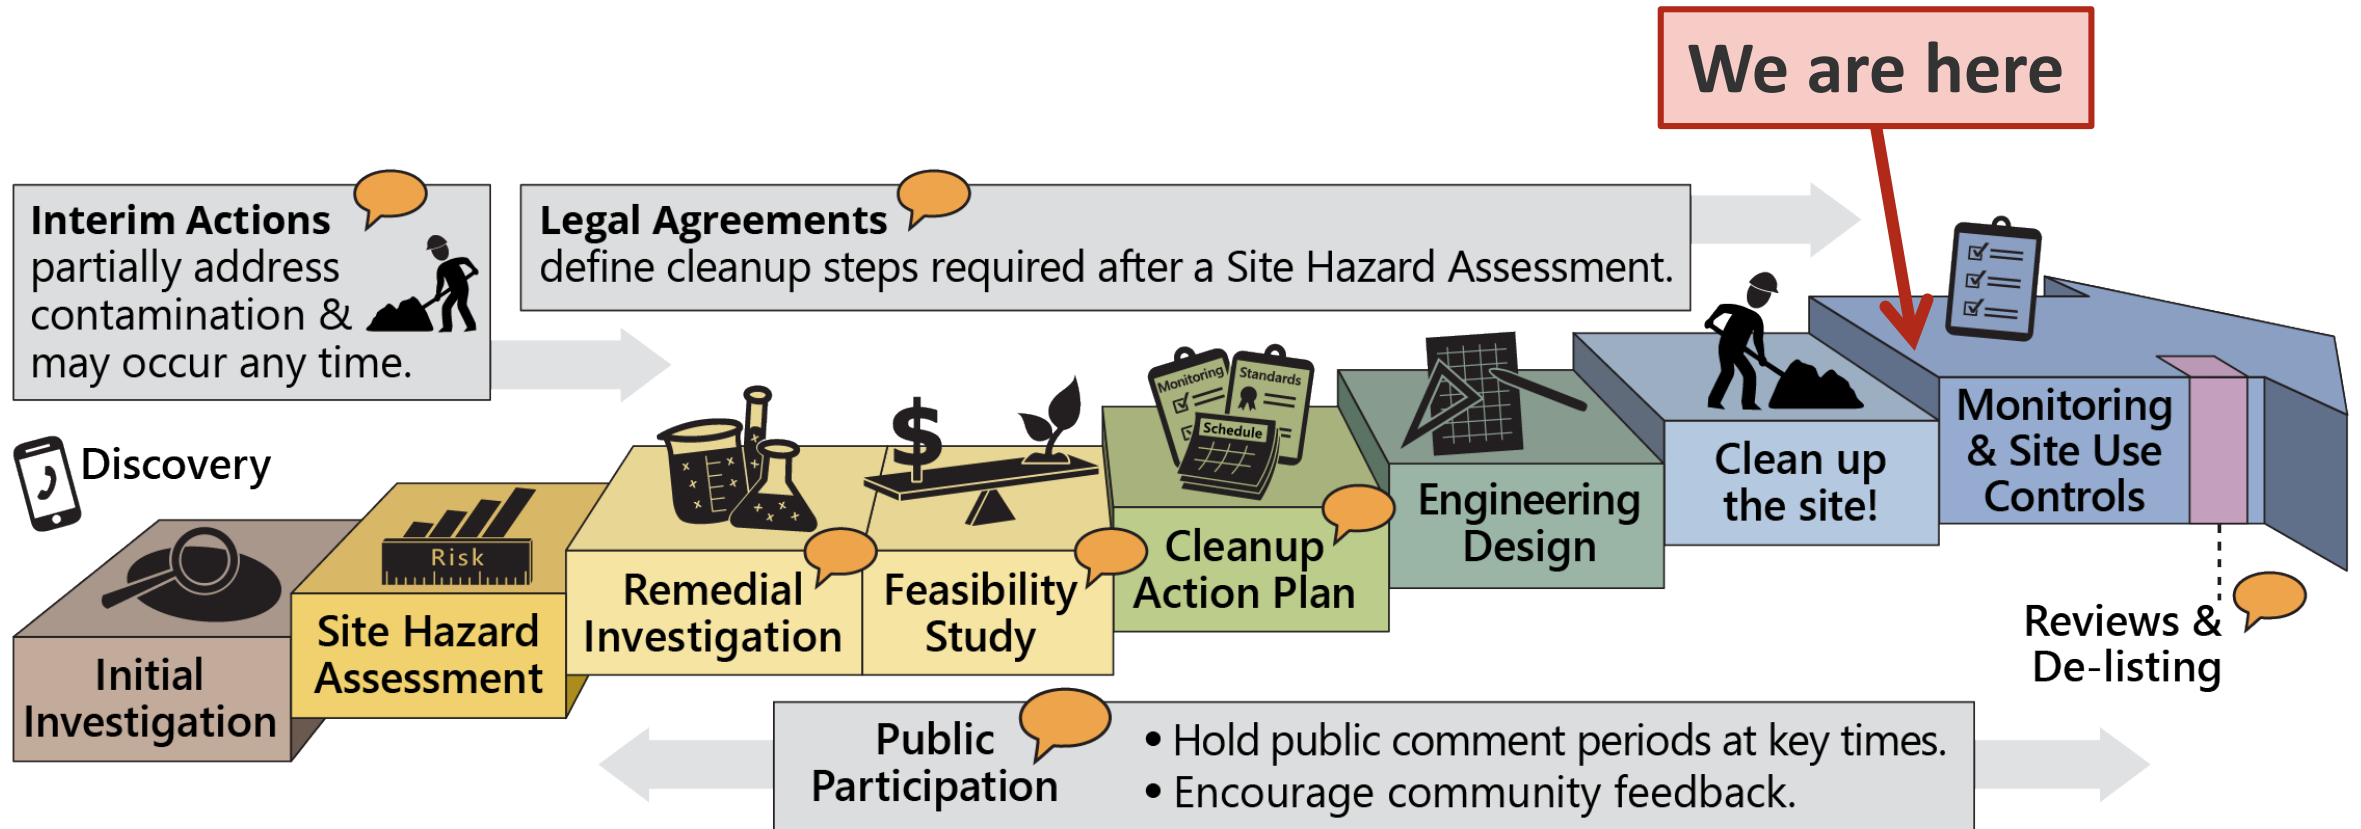 We are here
Interim Actions
partially address
contamination &
may occur any time.
Legal Agreements
define cleanup steps required after a Site Hazard Assessment.
Discovery
Initial
Investigation
Risk
Site Hazard
Assessment
Remedial
Investigation
Feasibility
Study
$
Monitoring
Standards
Schedule
Cleanup
Action Plan
Engineering
Design
Clean up
the site!
Monitoring
& Site Use
Controls
Reviews &
De-listing
Public
Participation
• Hold public comment periods at key times.
• Encourage community feedback.